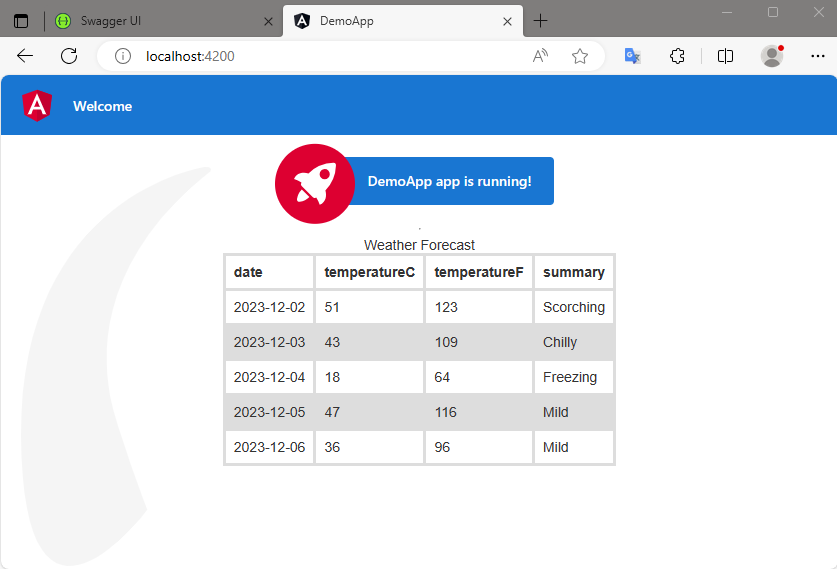 Swagger UI
DemoApp
localhost:4200
Welcome
DemoApp app is running!
Weather Forecast
date temperatureC temperatureF summary
2023-12-02 51 123 Scorching
2023-12-03 43 109 Chilly
2023-12-04 18 64 Freezing
2023-12-05 47 116 Mild
2023-12-06 36 96 Mild